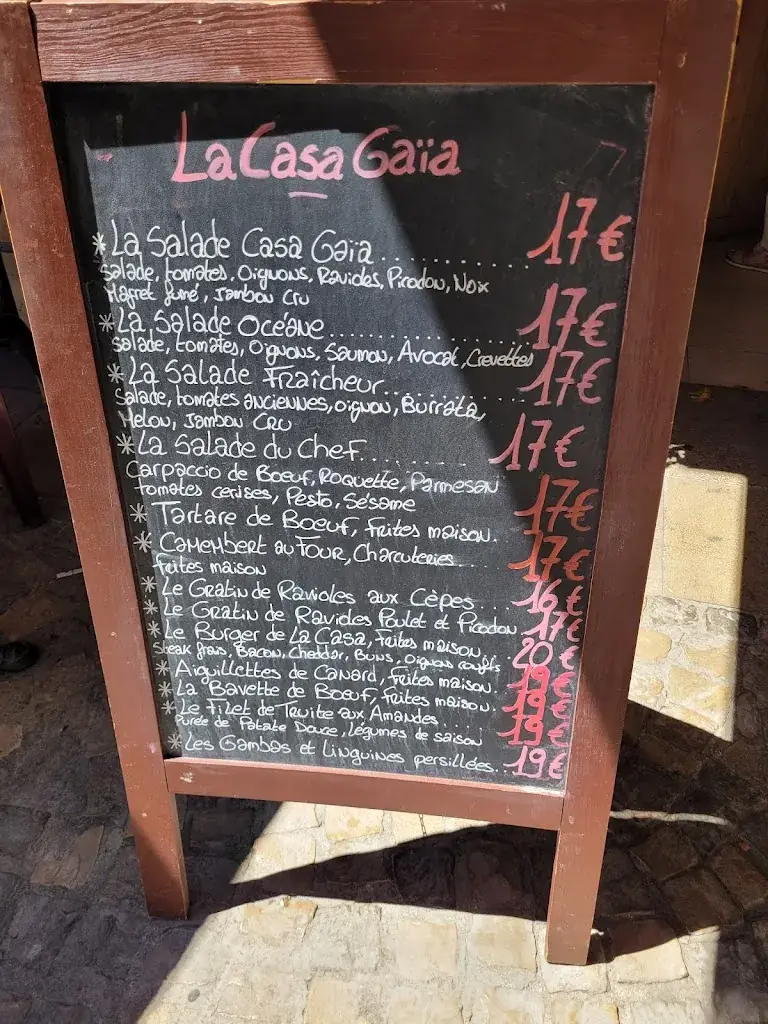 La Casa Gaïa
* La Salade Casa Gaïa.............. 17€
Salade, tomates, Oignons, Ravioles, Picodon, Noix
Magret fumé, Jambon Cru
* La Salade Océane.............. 17€
Salade, tomates, Oignons, Saumon, Avocat, Crevettes
* La Salade Fraîcheur.............. 17€
Salade, tomates anciennes, oignon, Burrata,
Melon, Jambon Cru
* La Salade du Chef.......... 17€
Carpaccio de Boeuf, Roquette, Parmesan
tomates cerises, Pesto, Sésame
* Tartare de Boeuf, frites maison. 17€
* Camembert au Four, Charcuteries... 17€
frites maison
* Le Gratin de Ravioles aux Cèpes.... 16€
* Le Gratin de Ravioles Poulet et Picodon 17€
* Le Burger de La Casa, frites maison, 20€
Steak frais, Bacon, Cheddar, Buns, Oignons confits
* Aiguillettes de Canard, frites maison. 19€
* La Bavette de Boeuf, frites maison. 19€
* Le Filet de Truite aux Amandes...... 19€
Purée de Patate Douce, légumes de saison
* Les Gambas et Linguines persillées... 19€